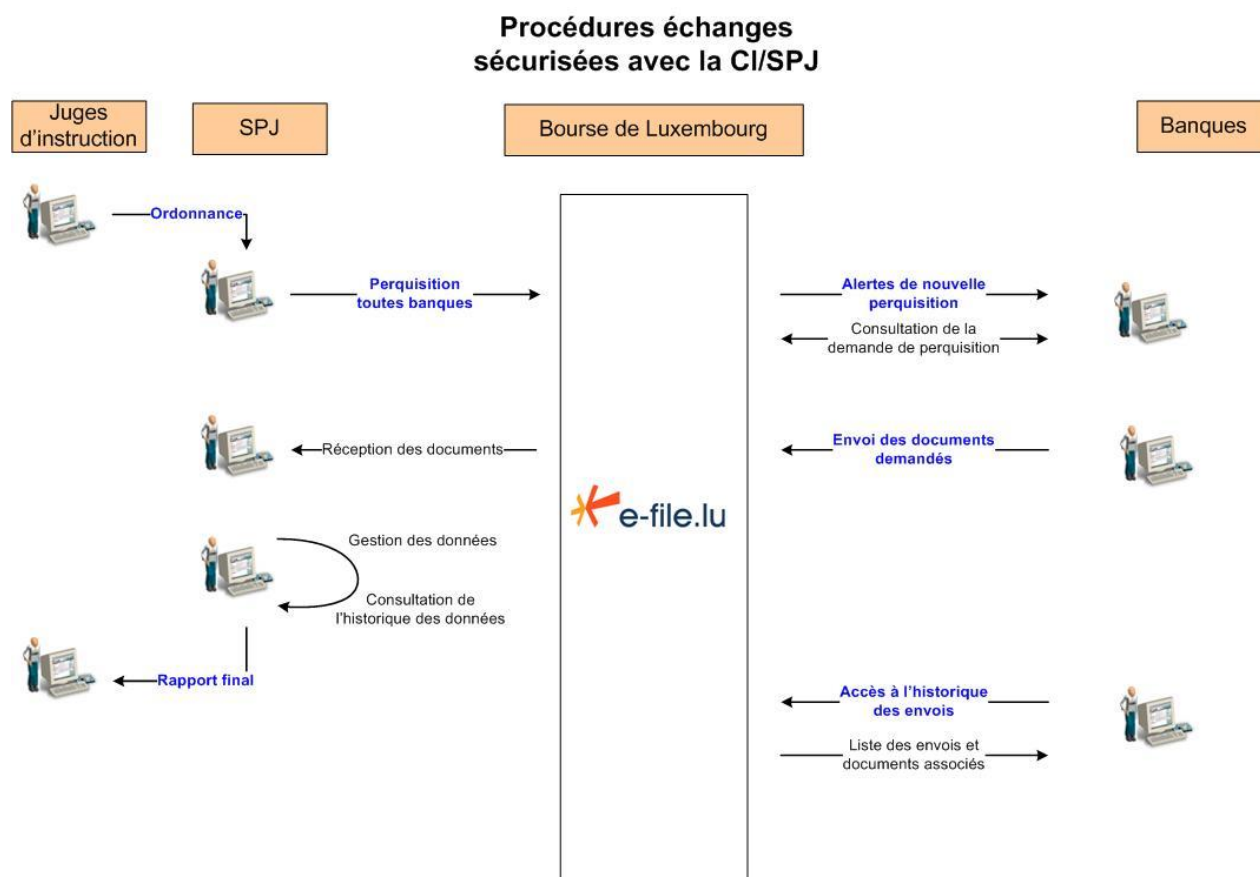 Procédures échanges
sécurisées avec la CI/SPJ
Juges
d'instruction
SPJ
Bourse de Luxembourg
Banques
Ordonnance
Perquisition
toutes banques
Alertes de nouvelle
perquisition
Consultation de la
demande de perquisition
Réception des documents
Envoi des documents
demandés
e-file.lu
Gestion des données
Consultation de
l'historique des données
Rapport final
Accès à l'historique
des envois
Liste des envois et
documents associés